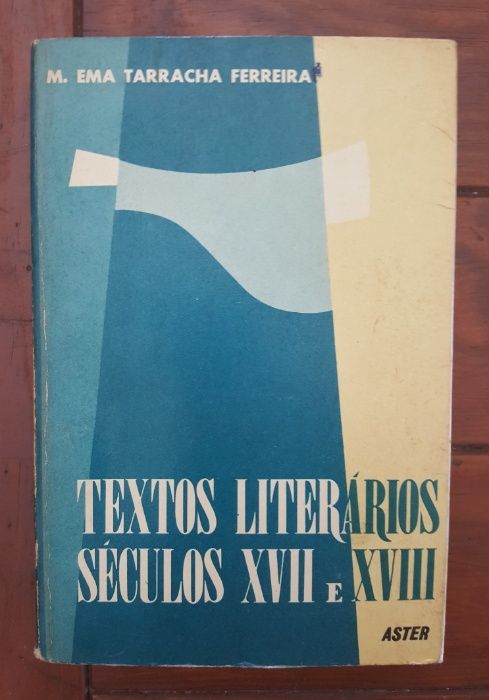 M. EMA TARRACHA FERREIRA
TEXTOS LITERÁRIOS
SÉCULOS XVII E XVIII
ASTER